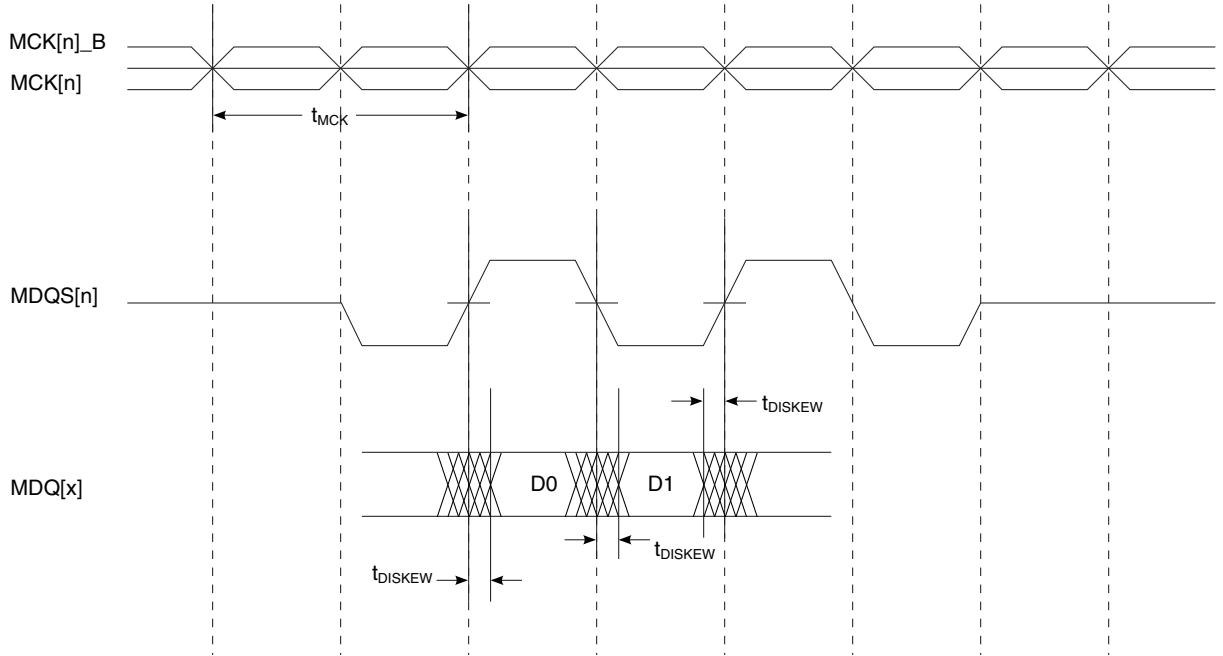 MCK[n]_B
MCK[n]
tMCK
MDQS[n]
tDISKEW
MDQ[x]
D0
D1
tDISKEW
tDISKEW